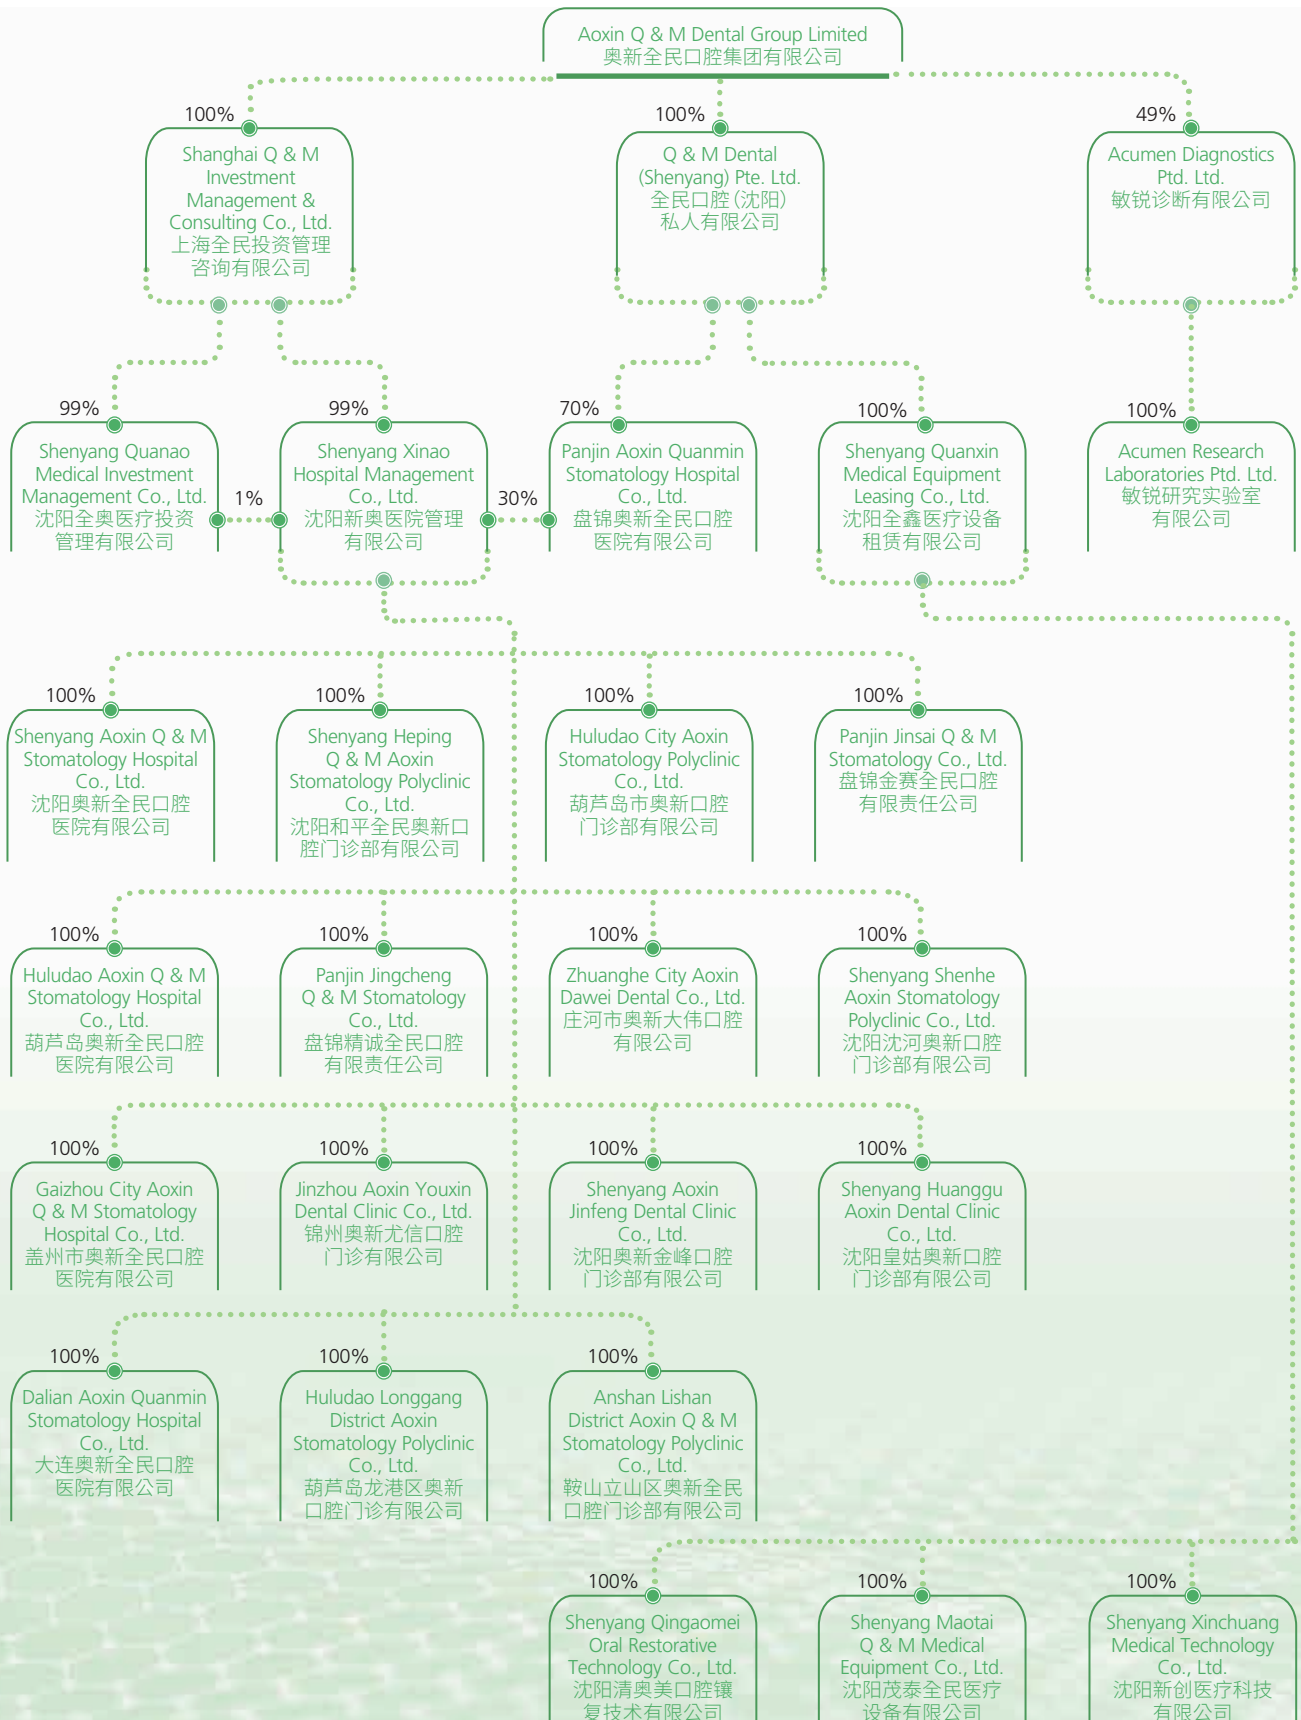 Aoxin Q & M Dental Group Limited
奥新全民口腔集团有限公司
100%
Shanghai Q & M
Investment
Management &
Consulting Co., Ltd.
上海全民投资管理
咨询有限公司
100%
Q & M Dental
(Shenyang) Pte. Ltd.
全民口腔(沈阳)
私人有限公司
49%
Acumen Diagnostics
Ptd. Ltd.
敏锐诊断有限公司
99%
Shenyang Quanao
Medical Investment
Management Co., Ltd.
沈阳全奥医疗投资
管理有限公司
1%
99%
Shenyang Xinao
Hospital Management
Co., Ltd.
沈阳新奥医院管理
有限公司
30%
70%
Panjin Aoxin Quanmin
Stomatology Hospital
Co., Ltd.
盘锦奥新全民口腔
医院有限公司
100%
Shenyang Quanxin
Medical Equipment
Leasing Co., Ltd.
沈阳全鑫医疗设备
租赁有限公司
100%
Acumen Research
Laboratories Ptd. Ltd.
敏锐研究实验室
有限公司
100%
Shenyang Aoxin Q & M
Stomatology Hospital
Co., Ltd.
沈阳奥新全民口腔
医院有限公司
100%
Shenyang Heping
Q & M Aoxin
Stomatology Polyclinic
Co., Ltd.
沈阳和平全民奥新口
腔门诊部有限公司
100%
Huludao City Aoxin
Stomatology Polyclinic
Co., Ltd.
葫芦岛市奥新口腔
门诊部有限公司
100%
Panjin Jinsai Q & M
Stomatology Co., Ltd.
盘锦金赛全民口腔
有限责任公司
100%
Huludao Aoxin Q & M
Stomatology Hospital
Co., Ltd.
葫芦岛奥新全民口腔
医院有限公司
100%
Panjin Jingcheng
Q & M Stomatology
Co., Ltd.
盘锦精诚全民口腔
有限责任公司
100%
Zhuanghe City Aoxin
Dawei Dental Co., Ltd.
庄河市奥新大伟口腔
有限公司
100%
Shenyang Shenhe
Aoxin Stomatology
Polyclinic Co., Ltd.
沈阳沈河奥新口腔
门诊部有限公司
100%
Gaizhou City Aoxin
Q & M Stomatology
Hospital Co., Ltd.
盖州市奥新全民口腔
医院有限公司
100%
Jinzhou Aoxin Youxin
Dental Clinic Co., Ltd.
锦州奥新尤信口腔
门诊有限公司
100%
Shenyang Aoxin
Jinfeng Dental Clinic
Co., Ltd.
沈阳奥新金峰口腔
门诊部有限公司
100%
Shenyang Huanggu
Aoxin Dental Clinic
Co., Ltd.
沈阳皇姑奥新口腔
门诊部有限公司
100%
Dalian Aoxin Quanmin
Stomatology Hospital
Co., Ltd.
大连奥新全民口腔
医院有限公司
100%
Huludao Longgang
District Aoxin
Stomatology Polyclinic
Co., Ltd.
葫芦岛龙港区奥新
口腔门诊有限公司
100%
Anshan Lishan
District Aoxin Q & M
Stomatology Polyclinic
Co., Ltd.
鞍山立山区奥新全民
口腔门诊部有限公司
100%
Shenyang Qingaomei
Oral Restorative
Technology Co., Ltd.
沈阳清奥美口腔镶
复技术有限公司
100%
Shenyang Maotai
Q & M Medical
Equipment Co., Ltd.
沈阳茂泰全民医疗
设备有限公司
100%
Shenyang Xinchuang
Medical Technology
Co., Ltd.
沈阳新创医疗科技
有限公司